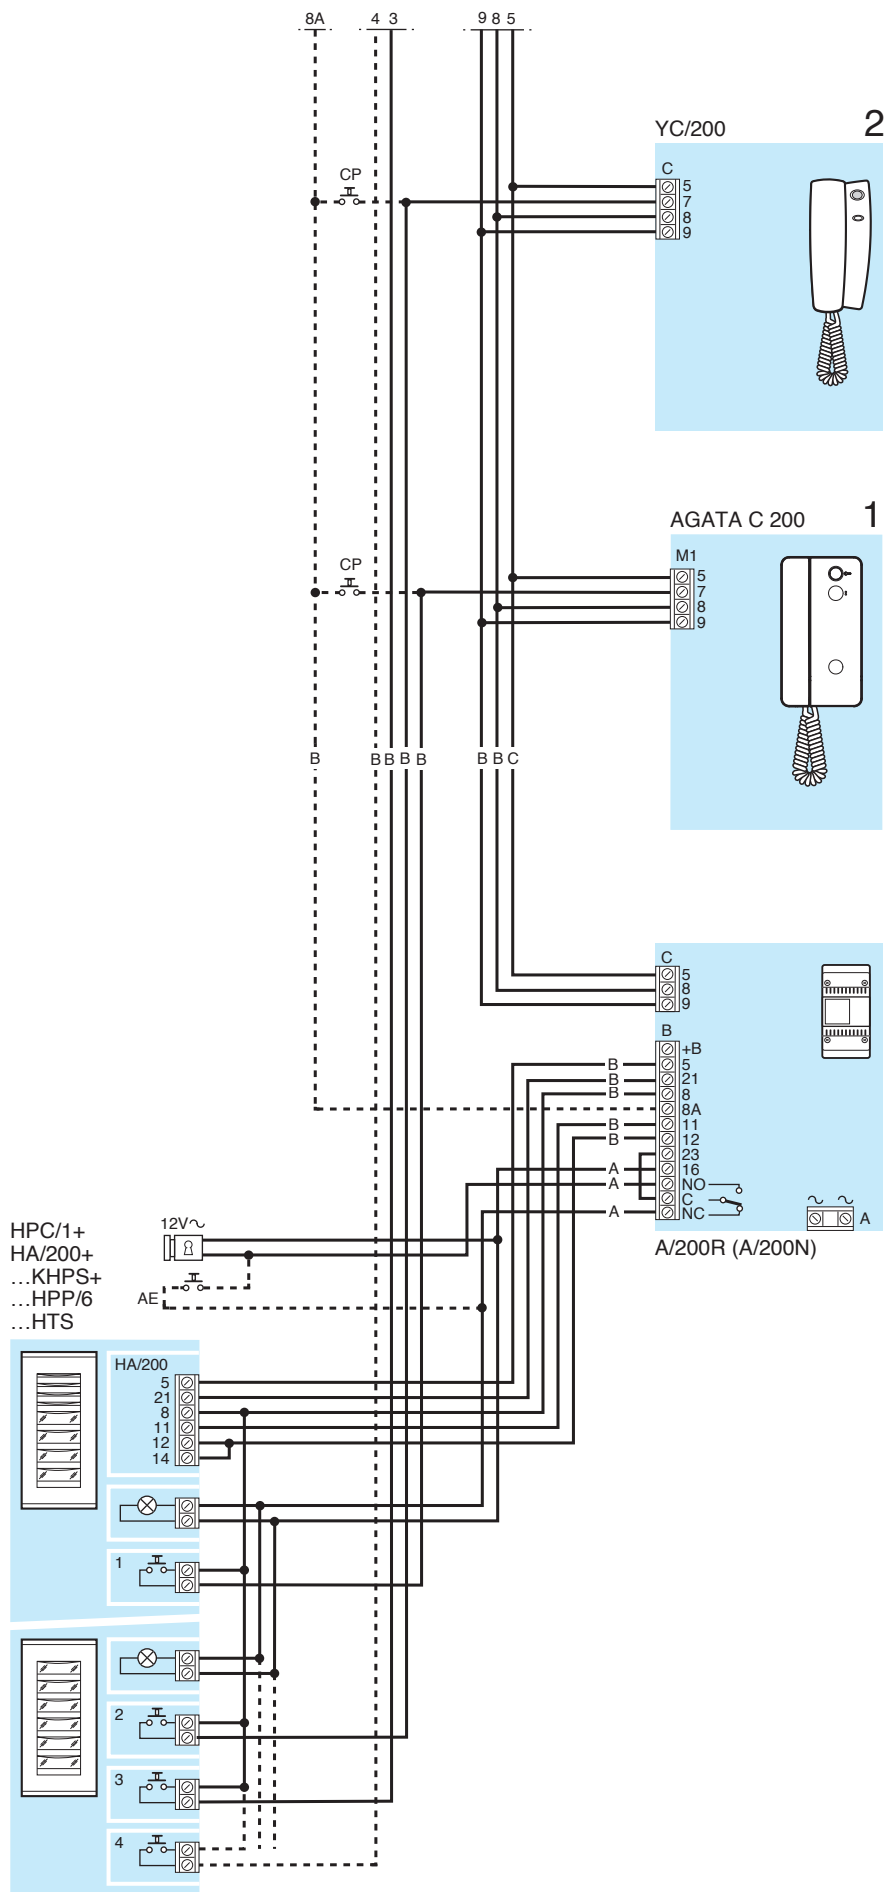 8A 4 3 9 8 5
YC/200 2
C
5
7
8
9
CP
AGATA C 200 1
M1
5
7
8
9
CP
B B B B B B B C
C
5
8
9
B
+B
B 5
B 21
B 8
8A
B 11
B 12
23
A 16
A NO
C
A NC
A
A/200R (A/200N)
12V~
AE
HPC/1+
HA/200+
...KHPS+
...HPP/6
...HTS
HA/200
5
21
8
11
12
14
1
2
3
4